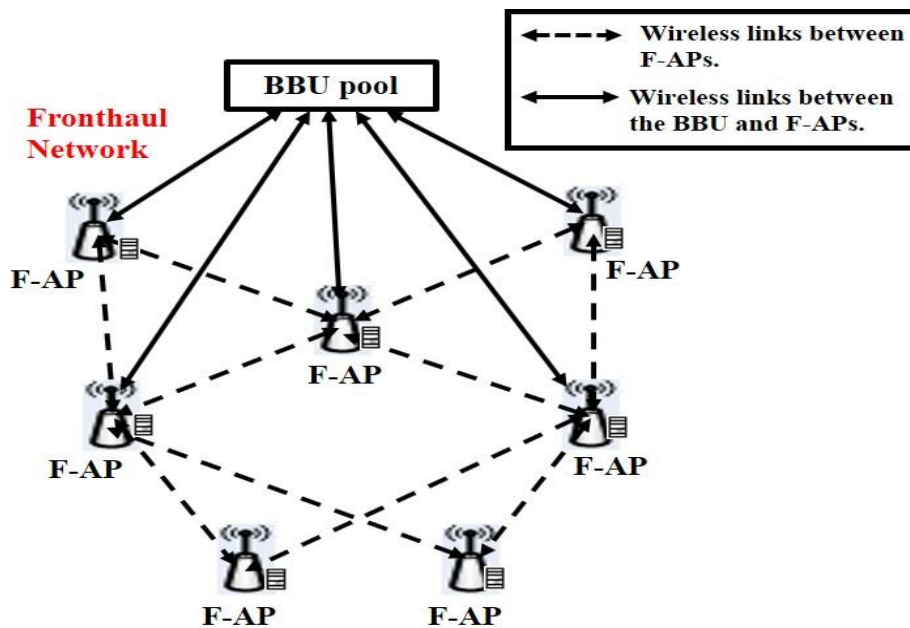 Wireless links between
F-APs.
BBU pool
Wireless links between
the BBU and F-APs.
Fronthaul
Network
F-AP
F-AP
F-AP
F-AP
F-AP
F-AP
F-AP